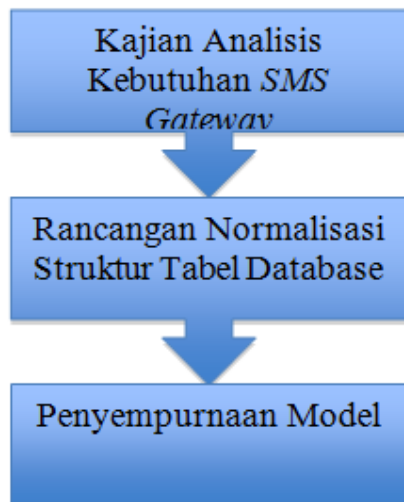 Kajian Analisis
Kebutuhan SMS
Gateway
Rancangan Normalisasi
Struktur Tabel Database
Penyempurnaan Model